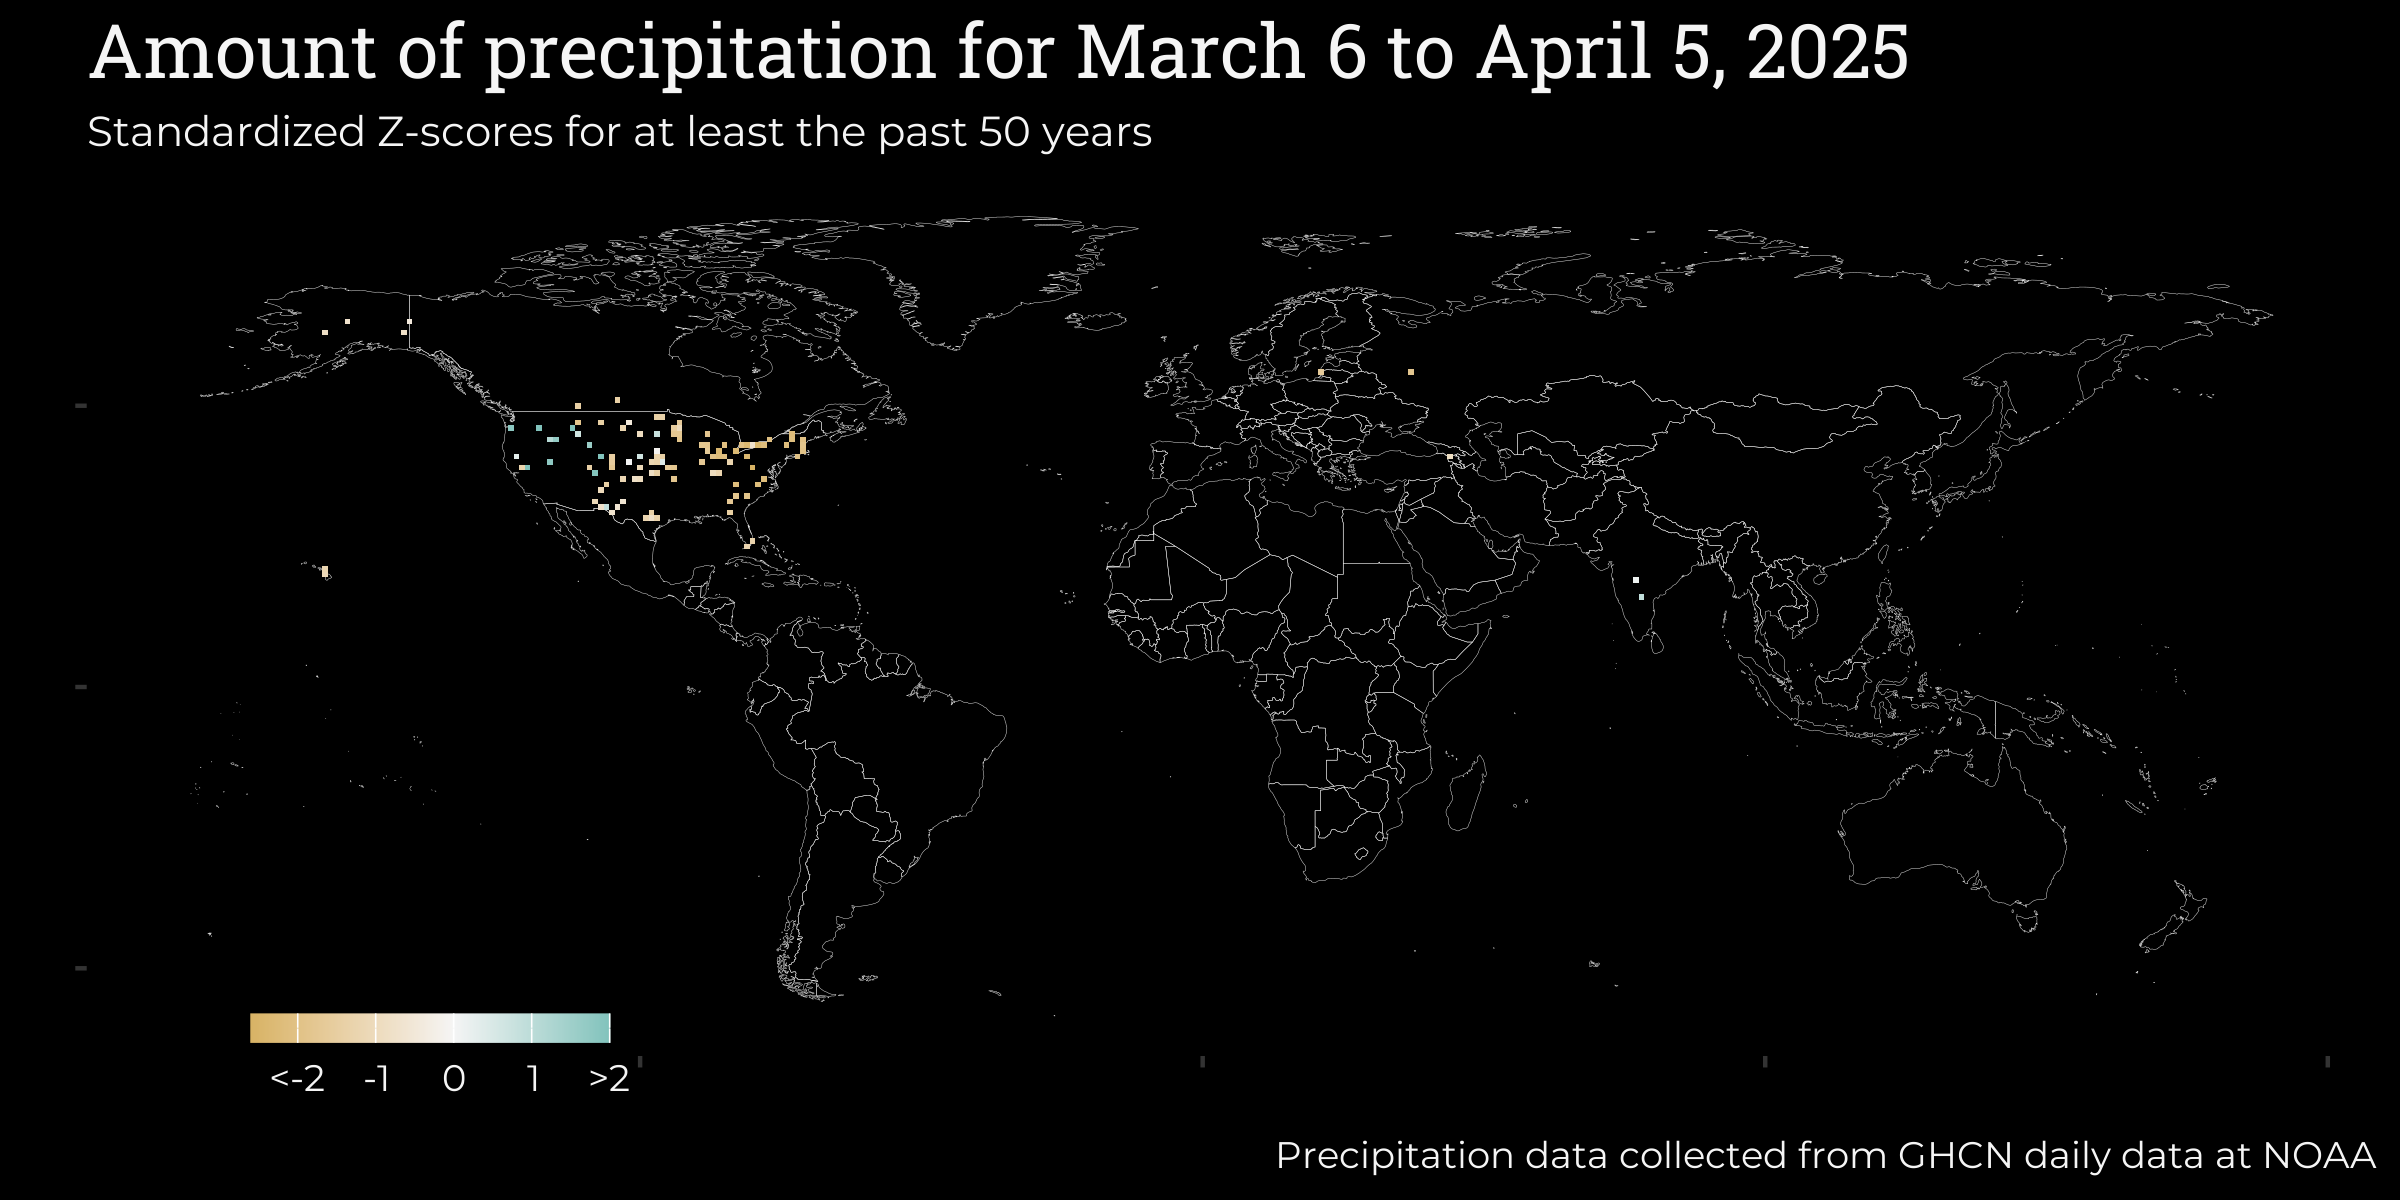 Amount of precipitation for March 6 to April 5, 2025
Standardized Z-scores for at least the past 50 years
<-2 -1 0 1 >2
Precipitation data collected from GHCN daily data at NOAA